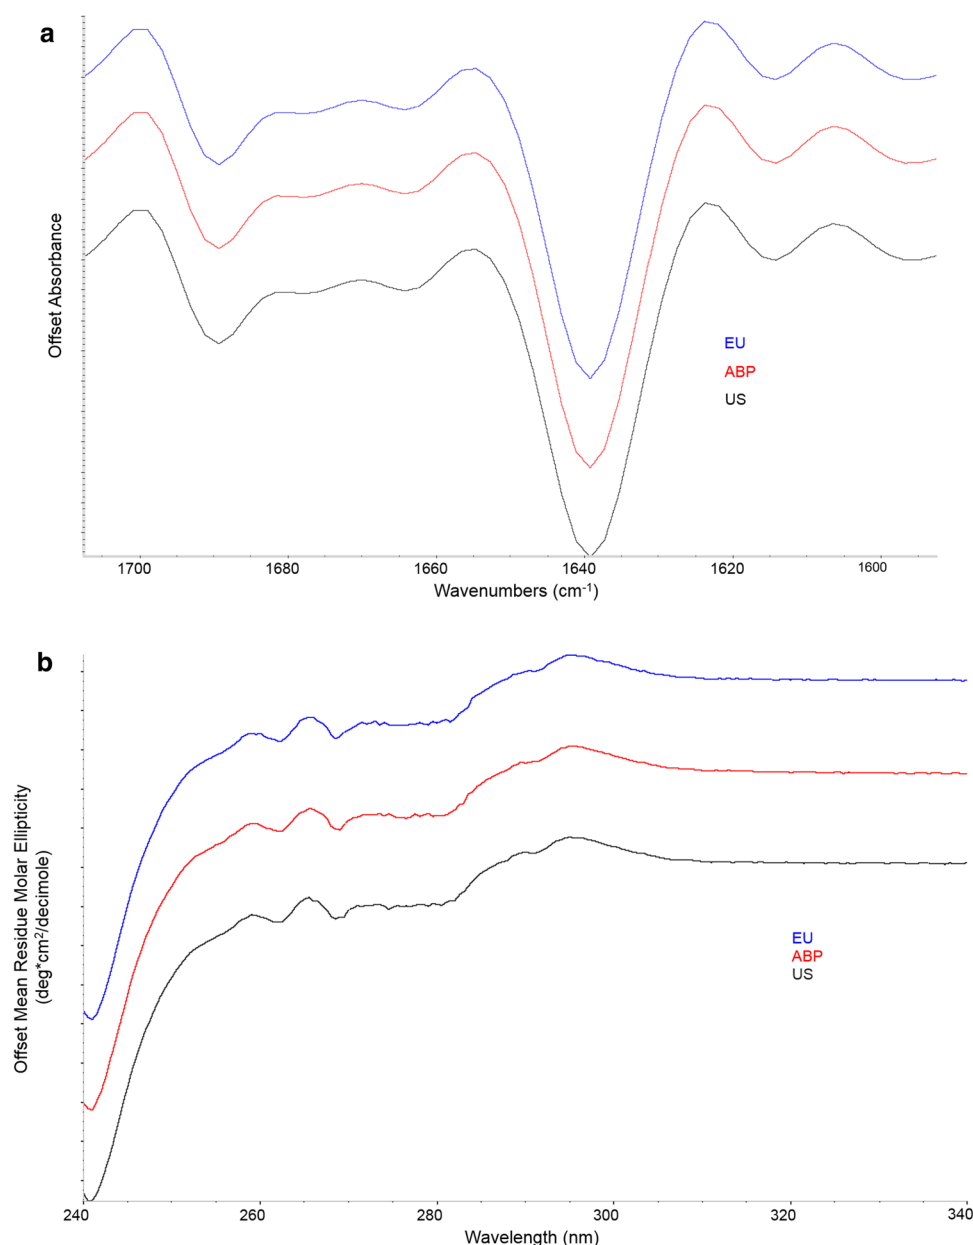 a
Offset Absorbance
EU
ABP
US
1700 1680 1660 1640 1620 1600
Wavenumbers (cm-1)
b
Offset Mean Residue Molar Ellipticity
(deg*cm2/decimole)
EU
ABP
US
240 260 280 300 320 340
Wavelength (nm)